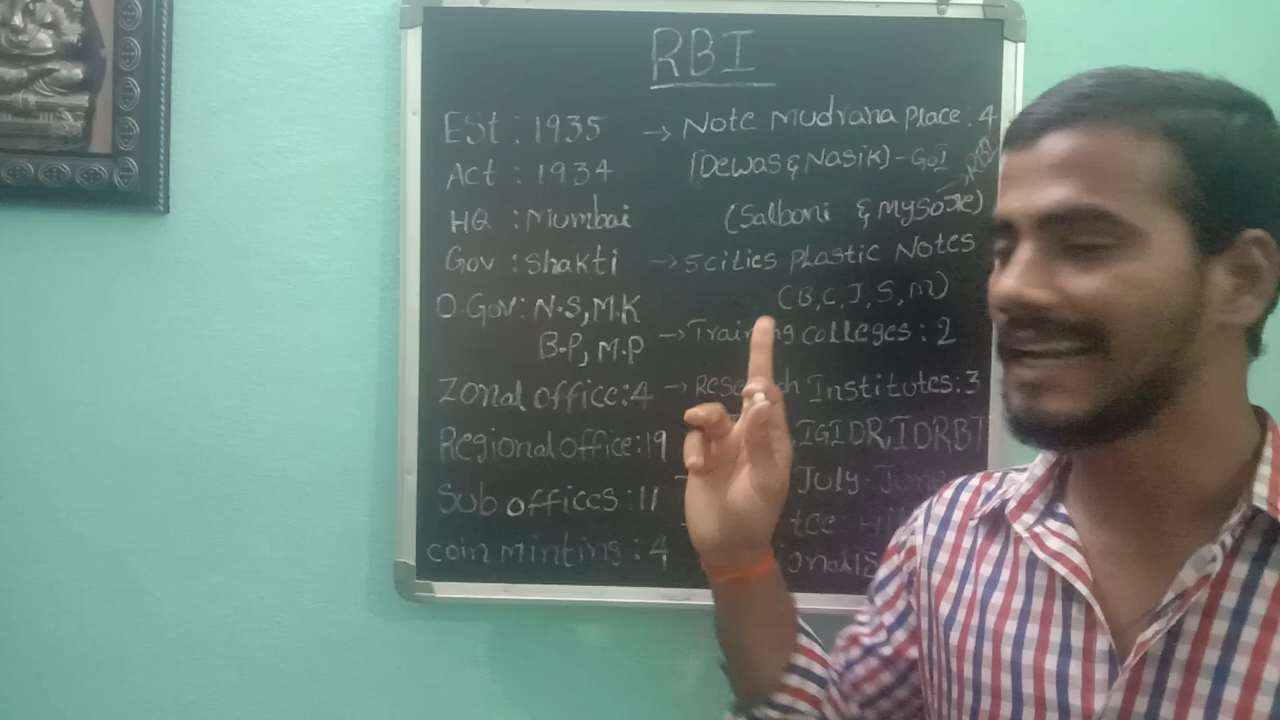 RBI
Est : 1935
Act : 1934
HQ : Mumbai
Gov : Shakti
D Gov: N.S, M.K
B.P, M.P
Zonal office:4
Regional office:19
Sub offices : 11
coin minting : 4
→ Note Mudrana Place : 4
(Dewas & Nasik) - GOI
(Salboni & Mysore) → RBI
→ 5 cities Plastic Notes
(B, C, J, S, M)
→ Training colleges : 2
→ Research Institutes: 3
, IGIDR, IDRBT
July - June